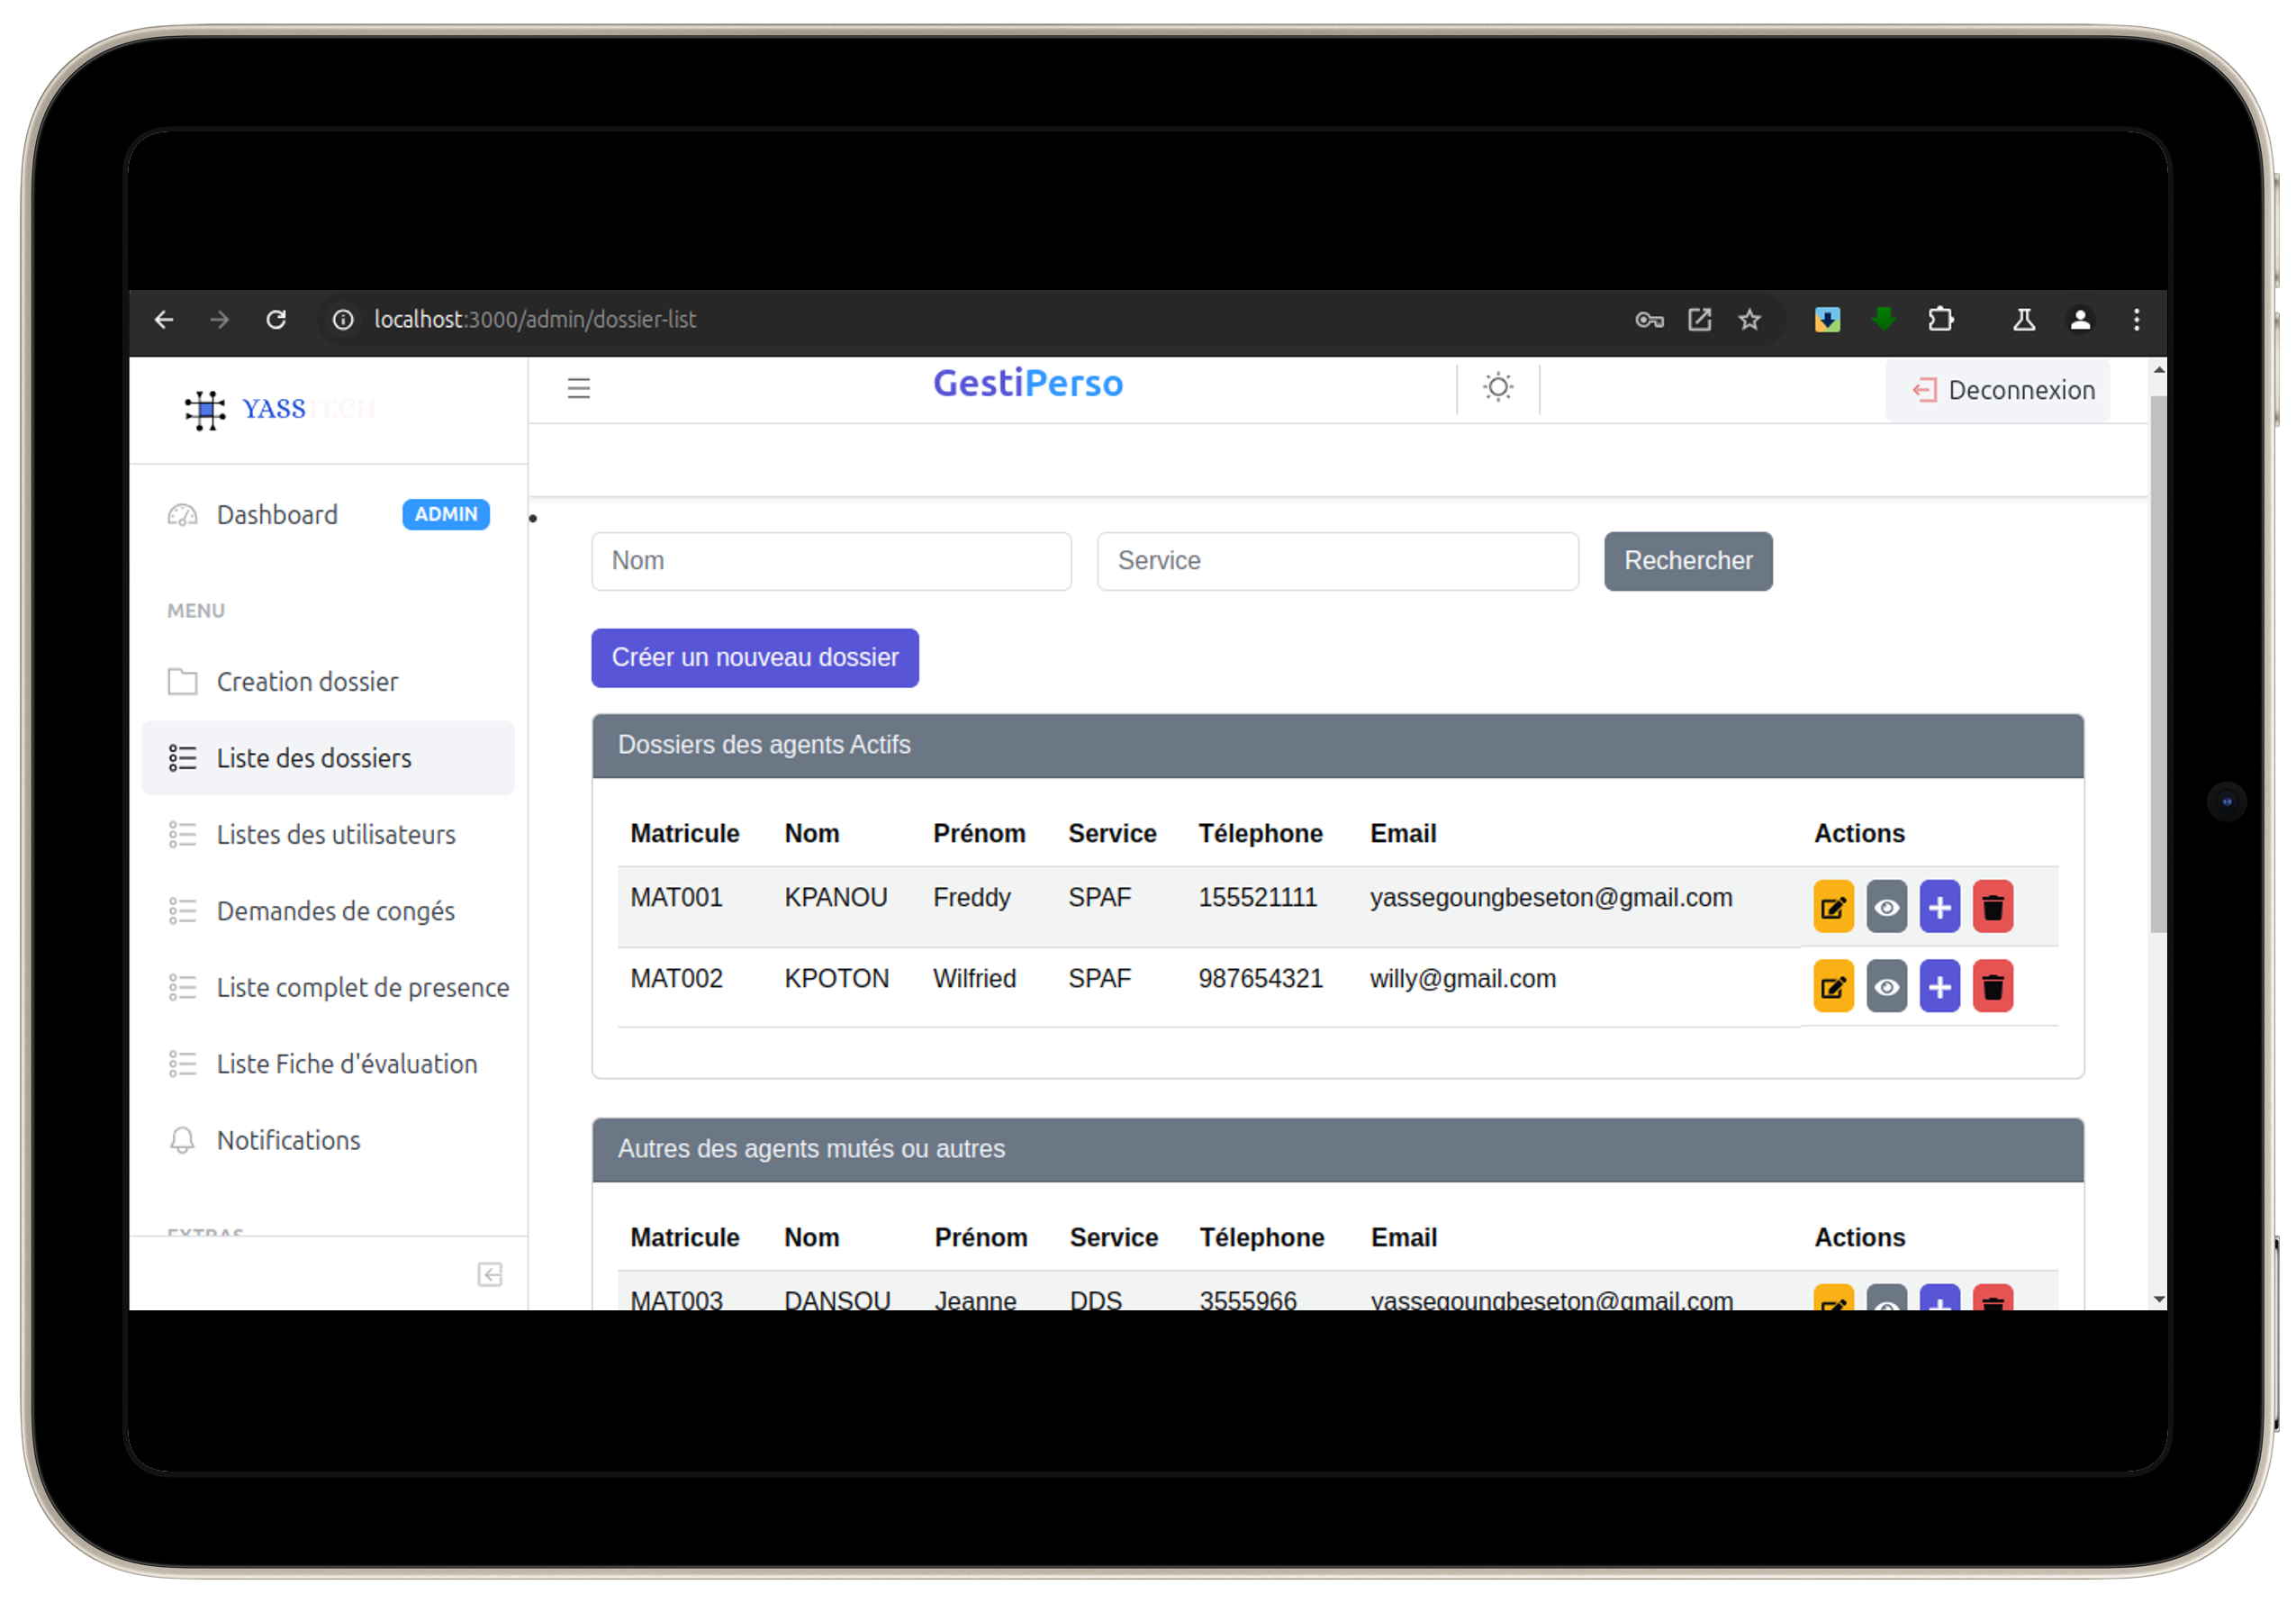 localhost:3000/admin/dossier-list
YASSTECH
GestiPerso
Deconnexion
Dashboard
ADMIN
MENU
Creation dossier
Liste des dossiers
Listes des utilisateurs
Demandes de congés
Liste complet de presence
Liste Fiche d'évaluation
Notifications
EXTRAS
Nom
Service
Rechercher
Créer un nouveau dossier
Dossiers des agents Actifs
Matricule Nom Prénom Service Télephone Email Actions
MAT001 KPANOU Freddy SPAF 155521111 yassegoungbeseton@gmail.com
MAT002 KPOTON Wilfried SPAF 987654321 willy@gmail.com
Autres des agents mutés ou autres
Matricule Nom Prénom Service Télephone Email Actions
MAT003 DANSOU Jeanne DDS 3555966 yassegoungbeseton@gmail.com